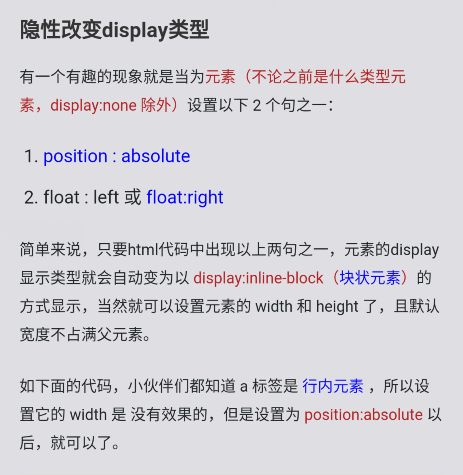 隐性改变display类型
有一个有趣的现象就是当为元素（不论之前是什么类型元
素，display:none 除外）设置以下 2 个句之一：
1. position : absolute
2. float : left 或 float:right
简单来说，只要html代码中出现以上两句之一，元素的display
显示类型就会自动变为以 display:inline-block（块状元素）的
方式显示，当然就可以设置元素的 width 和 height 了，且默认
宽度不占满父元素。
如下面的代码，小伙伴们都知道 a 标签是 行内元素 ，所以设
置它的 width 是 没有效果的，但是设置为 position:absolute 以
后，就可以了。